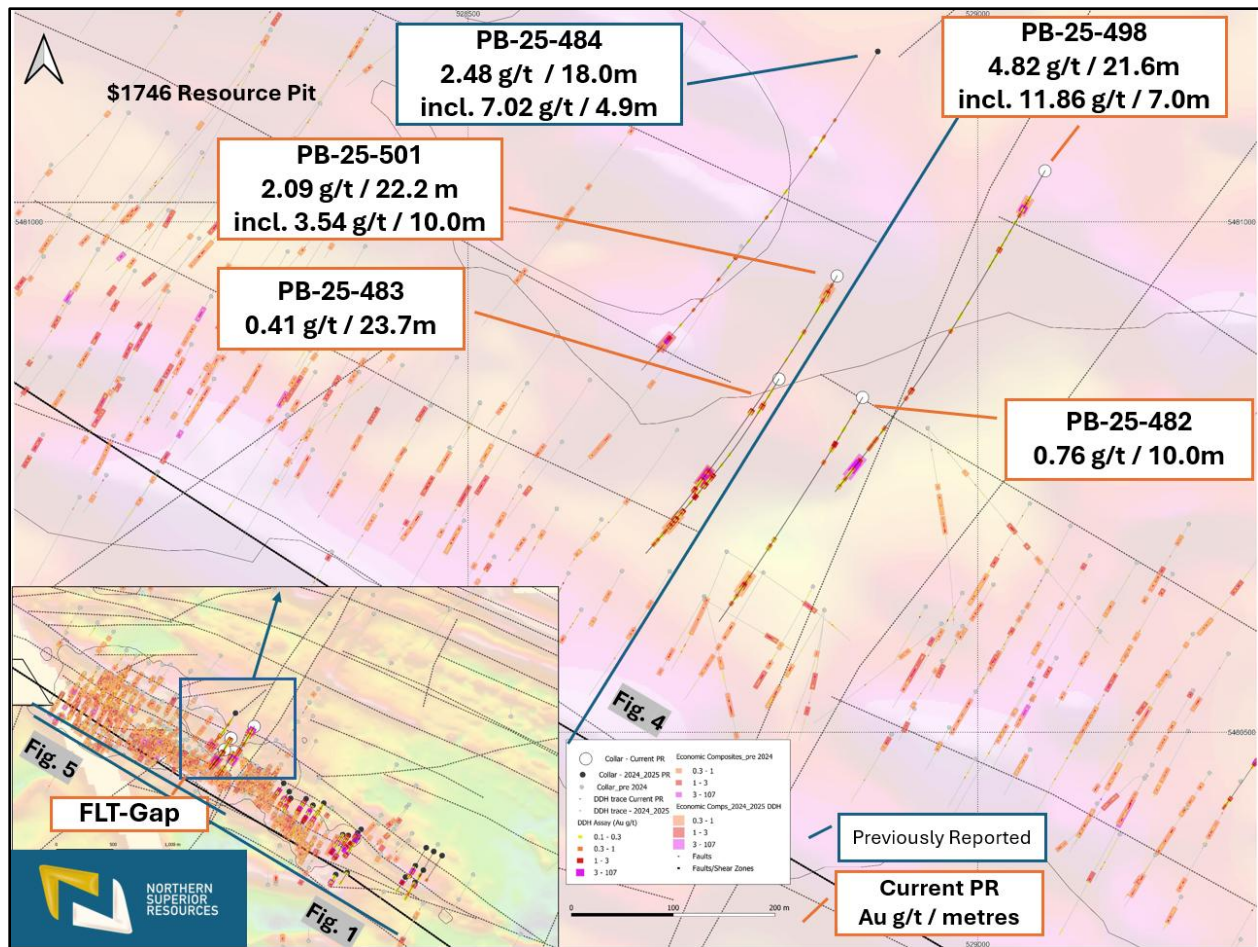 528500
529000
$1746 Resource Pit
PB-25-484
2.48 g/t / 18.0m
incl. 7.02 g/t / 4.9m
PB-25-498
4.82 g/t / 21.6m
incl. 11.86 g/t / 7.0m
PB-25-501
2.09 g/t / 22.2 m
incl. 3.54 g/t / 10.0m
5481000
5481000
PB-25-483
0.41 g/t / 23.7m
PB-25-482
0.76 g/t / 10.0m
Fig. 4
Fig. 5
FLT-Gap
Fig. 1
NORTHERN
SUPERIOR
RESOURCES
Collar - Current PR
Collar - 2024_2025 PR
Collar_pre 2024
DDH trace Current PR
DDH trace - 2024_2025
DDH Assay (Au g/t)
0.1 - 0.3
0.3 - 1
1 - 3
3 - 107
Economic Composites_pre 2024
0.3 - 1
1 - 3
3 - 107
Economic Comps_2024_2025 DDH
0.3 - 1
1 - 3
3 - 107
Faults
Faults/Shear Zones
0 100 200 m
Previously Reported
Current PR
Au g/t / metres
5480500
529000